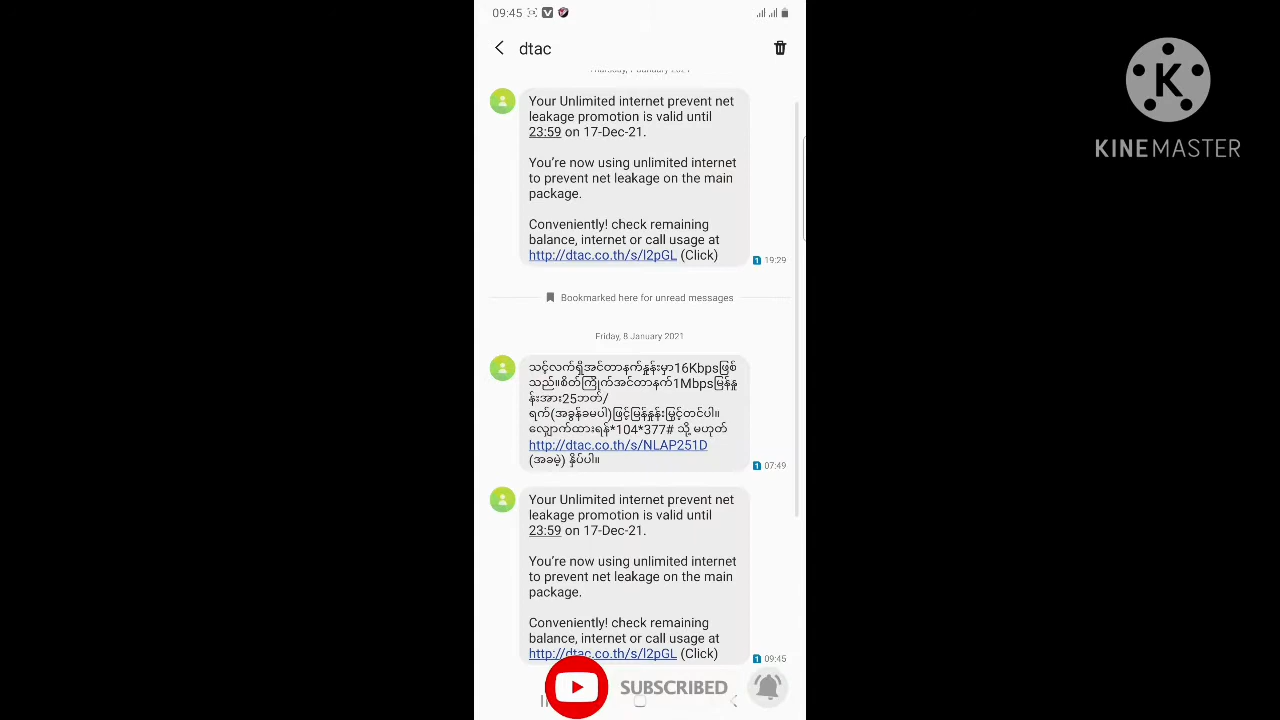 09:45
dtac
Thursday, 7 January 2021
Your Unlimited internet prevent net
leakage promotion is valid until
23:59 on 17-Dec-21.
You're now using unlimited internet
to prevent net leakage on the main
package.
Conveniently! check remaining
balance, internet or call usage at
http://dtac.co.th/s/l2pGL (Click)
1 19:29
Bookmarked here for unread messages
Friday, 8 January 2021
သင့်လက်ရှိအင်တာနက်နှုန်းမှာ16Kbpsဖြစ်
သည်။စိတ်ကြိုက်အင်တာနက်1Mbpsမြန်နှု
န်းအား25ဘတ်/
ရက်(အခွန်ခမပါ)ဖြင့်မြန်နှုန်းမြှင့်တင်ပါ။
လျှောက်ထားရန်*104*377# သို့ မဟုတ်
http://dtac.co.th/s/NLAP251D
(အခမဲ့) နှိပ်ပါ။
1 07:49
Your Unlimited internet prevent net
leakage promotion is valid until
23:59 on 17-Dec-21.
You're now using unlimited internet
to prevent net leakage on the main
package.
Conveniently! check remaining
balance, internet or call usage at
http://dtac.co.th/s/l2pGL (Click)
1 09:45
SUBSCRIBED
K
KINEMASTER